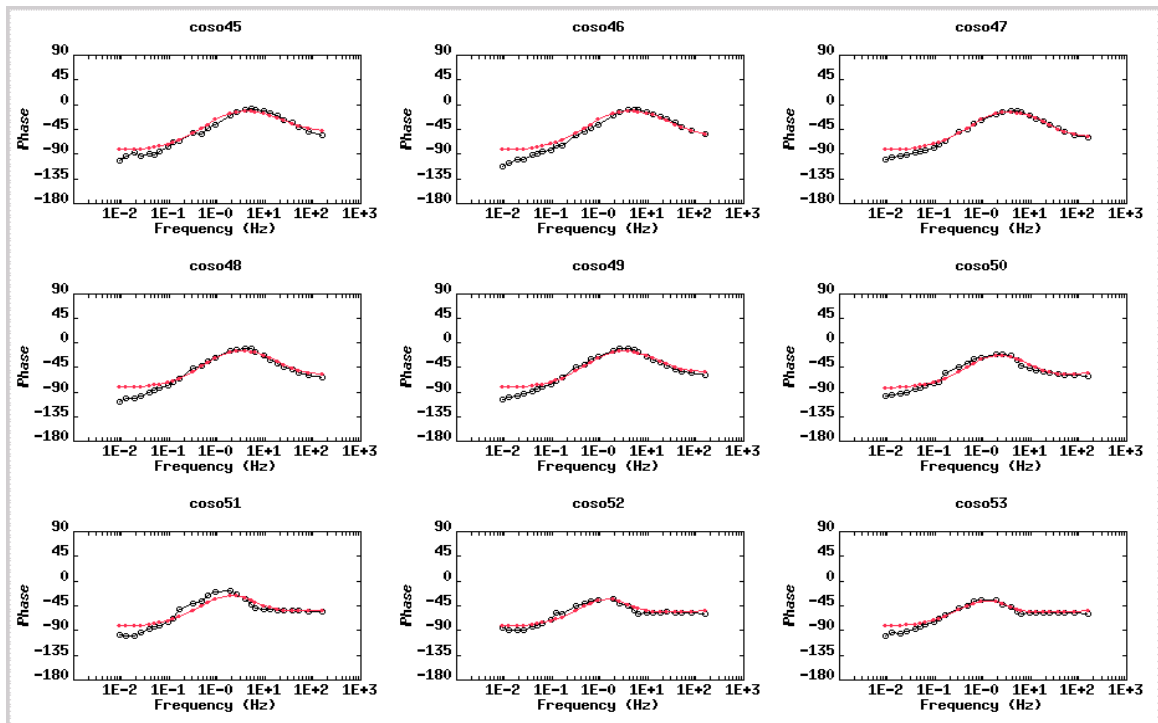 coso45 coso46 coso47
90 90 90
45 45 45
0 0 0
-45 -45 -45
-90 -90 -90
-135 -135 -135
-180 -180 -180
Phase Phase Phase
1E-2 1E-1 1E-0 1E+1 1E+2 1E+3 1E-2 1E-1 1E-0 1E+1 1E+2 1E+3 1E-2 1E-1 1E-0 1E+1 1E+2 1E+3
Frequency (Hz) Frequency (Hz) Frequency (Hz)
coso48 coso49 coso50
90 90 90
45 45 45
0 0 0
-45 -45 -45
-90 -90 -90
-135 -135 -135
-180 -180 -180
Phase Phase Phase
1E-2 1E-1 1E-0 1E+1 1E+2 1E+3 1E-2 1E-1 1E-0 1E+1 1E+2 1E+3 1E-2 1E-1 1E-0 1E+1 1E+2 1E+3
Frequency (Hz) Frequency (Hz) Frequency (Hz)
coso51 coso52 coso53
90 90 90
45 45 45
0 0 0
-45 -45 -45
-90 -90 -90
-135 -135 -135
-180 -180 -180
Phase Phase Phase
1E-2 1E-1 1E-0 1E+1 1E+2 1E+3 1E-2 1E-1 1E-0 1E+1 1E+2 1E+3 1E-2 1E-1 1E-0 1E+1 1E+2 1E+3
Frequency (Hz) Frequency (Hz) Frequency (Hz)